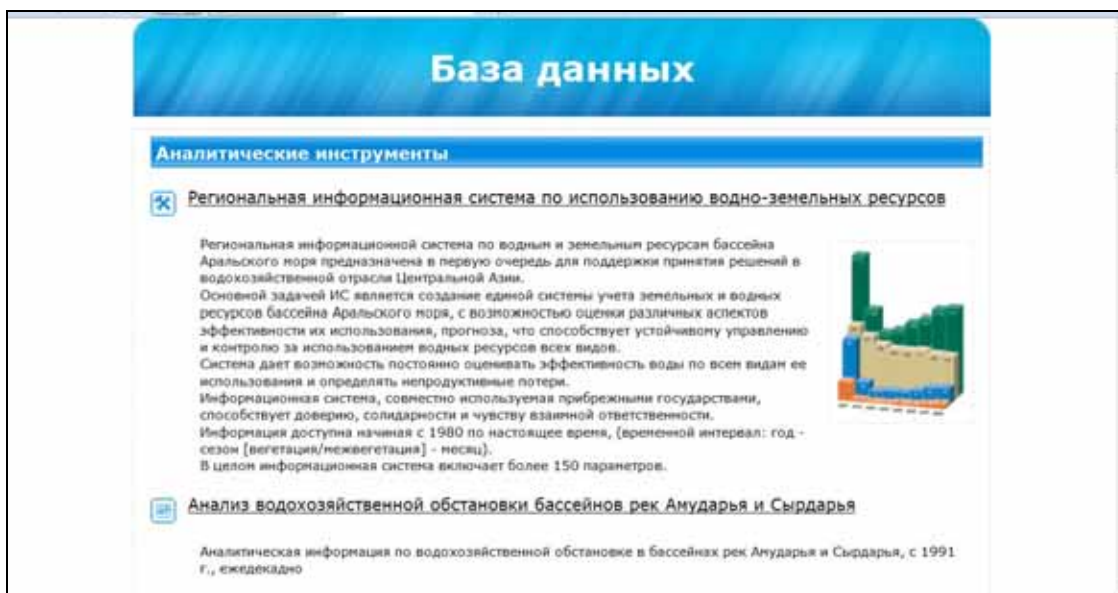 База данных
Аналитические инструменты
Региональная информационная система по использованию водно-земельных ресурсов
Региональная информационной система по водным и земельным ресурсам бассейна
Аральского моря предназначена в первую очередь для поддержки принятия решений в
водохозяйственной отрасли Центральной Азии.
Основной задачей ИС является создание единой системы учета земельных и водных
ресурсов бассейна Аральского моря, с возможностью оценки различных аспектов
эффективности их использования, прогноза, что способствует устойчивому управлению
и контролю за использованием водных ресурсов всех видов.
Система дает возможность постоянно оценивать эффективность воды по всем видам ее
использования и определять непродуктивные потери.
Информационная система, совместно используемая прибрежными государствами,
способствует доверию, солидарности и чувству взаимной ответственности.
Информация доступна начиная с 1980 по настоящее время, (временной интервал: год -
сезон [вегетация/межвегетация] - месяц).
В целом информационная система включает более 150 параметров.
Анализ водохозяйственной обстановки бассейнов рек Амударья и Сырдарья
Аналитическая информация по водохозяйственной обстановке в бассейнах рек Амударья и Сырдарья, с 1991
г., ежедекадно